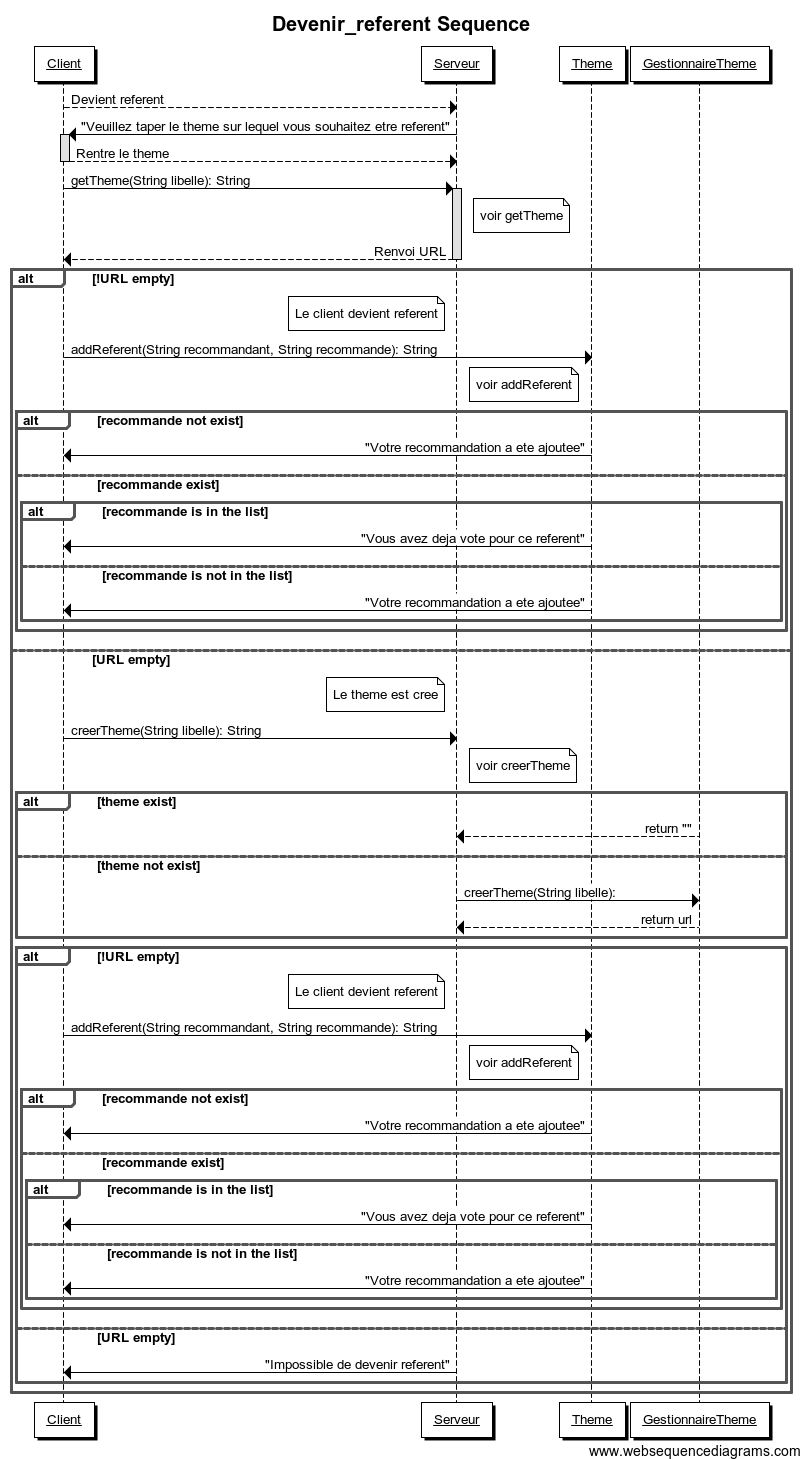 Devenir_referent Sequence
Client
Serveur
Theme
GestionnaireTheme
Devient referent
"Veuillez taper le theme sur lequel vous souhaitez etre referent"
Rentre le theme
getTheme(String libelle): String
voir getTheme
Renvoi URL
alt
[!URL empty]
Le client devient referent
addReferent(String recommandant, String recommande): String
voir addReferent
alt
[recommande not exist]
"Votre recommandation a ete ajoutee"
[recommande exist]
alt
[recommande is in the list]
"Vous avez deja vote pour ce referent"
[recommande is not in the list]
"Votre recommandation a ete ajoutee"
[URL empty]
Le theme est cree
creerTheme(String libelle): String
voir creerTheme
alt
[theme exist]
return ""
[theme not exist]
creerTheme(String libelle):
return url
alt
[!URL empty]
Le client devient referent
addReferent(String recommandant, String recommande): String
voir addReferent
alt
[recommande not exist]
"Votre recommandation a ete ajoutee"
[recommande exist]
alt
[recommande is in the list]
"Vous avez deja vote pour ce referent"
[recommande is not in the list]
"Votre recommandation a ete ajoutee"
[URL empty]
"Impossible de devenir referent"
Client
Serveur
Theme
GestionnaireTheme
www.websequencediagrams.com